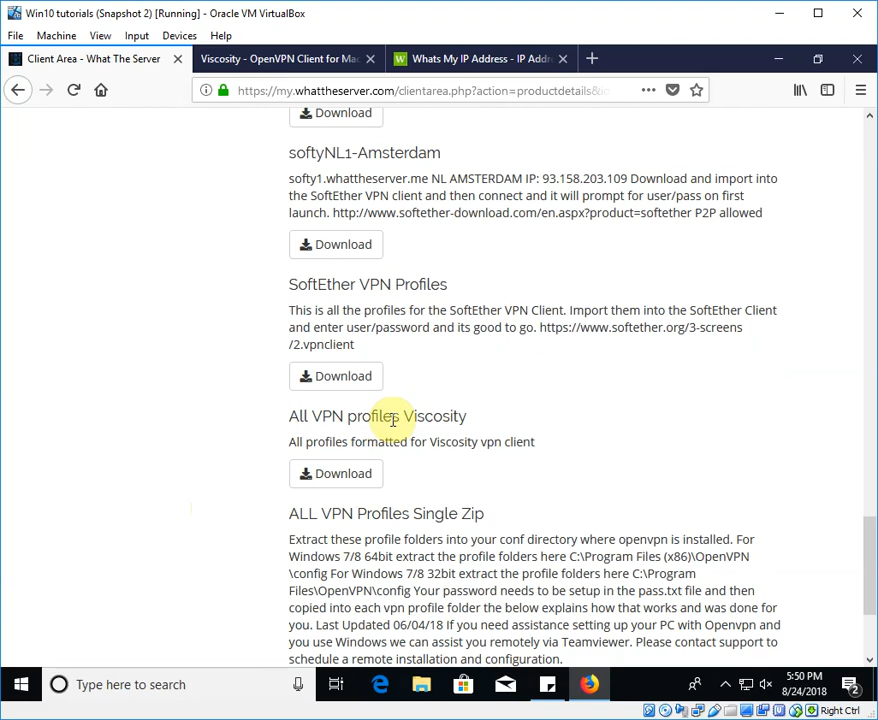 Win10 tutorials (Snapshot 2) [Running] - Oracle VM VirtualBox
File Machine View Input Devices Help
Client Area - What The Server
Viscosity - OpenVPN Client for Mac
Whats My IP Address - IP Addre
https://my.whattheserver.com/clientarea.php?action=productdetails&
Download
softyNL1-Amsterdam
softy1.whattheserver.me NL AMSTERDAM IP: 93.158.203.109 Download and import into
the SoftEther VPN client and then connect and it will prompt for user/pass on first
launch. http://www.softether-download.com/en.aspx?product=softether P2P allowed
Download
SoftEther VPN Profiles
This is all the profiles for the SoftEther VPN Client. Import them into the SoftEther Client
and enter user/password and its good to go. https://www.softether.org/3-screens
/2.vpnclient
Download
All VPN profiles Viscosity
All profiles formatted for Viscosity vpn client
Download
ALL VPN Profiles Single Zip
Extract these profile folders into your conf directory where openvpn is installed. For
Windows 7/8 64bit extract the profile folders here C:\Program Files (x86)\OpenVPN
\config For Windows 7/8 32bit extract the profile folders here C:\Program
Files\OpenVPN\config Your password needs to be setup in the pass.txt file and then
copied into each vpn profile folder the below explains how that works and was done for
you. Last Updated 06/04/18 If you need assistance setting up your PC with Openvpn and
you use Windows we can assist you remotely via Teamviewer. Please contact support to
schedule a remote installation and configuration.
Type here to search
5:50 PM
8/24/2018
2
Right Ctrl